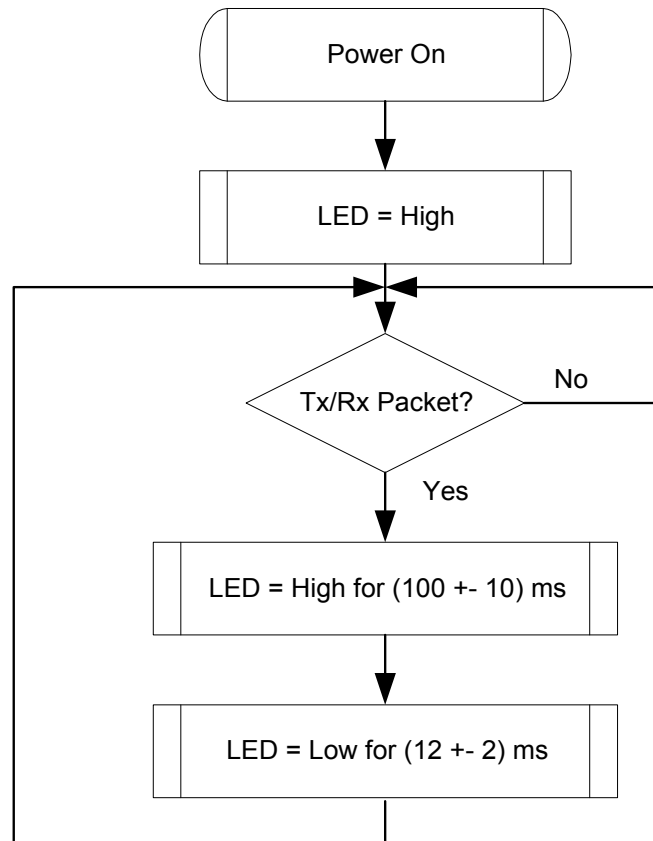 Power On
LED = High
Tx/Rx Packet?
No
Yes
LED = High for (100 +- 10) ms
LED = Low for (12 +- 2) ms